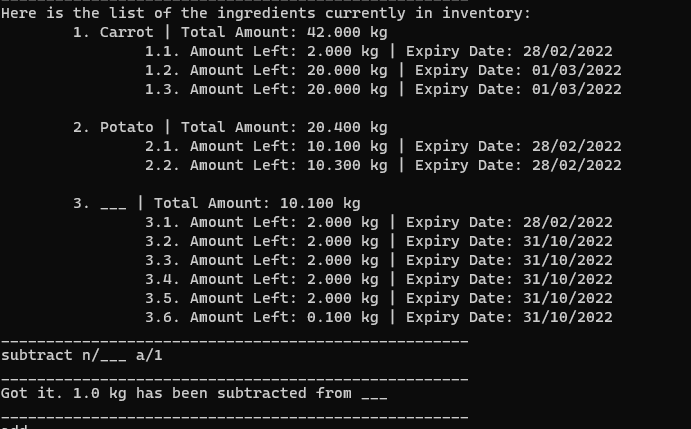 Here is the list of the ingredients currently in inventory:
1. Carrot | Total Amount: 42.000 kg
1.1. Amount Left: 2.000 kg | Expiry Date: 28/02/2022
1.2. Amount Left: 20.000 kg | Expiry Date: 01/03/2022
1.3. Amount Left: 20.000 kg | Expiry Date: 01/03/2022
2. Potato | Total Amount: 20.400 kg
2.1. Amount Left: 10.100 kg | Expiry Date: 28/02/2022
2.2. Amount Left: 10.300 kg | Expiry Date: 28/02/2022
3. ___ | Total Amount: 10.100 kg
3.1. Amount Left: 2.000 kg | Expiry Date: 28/02/2022
3.2. Amount Left: 2.000 kg | Expiry Date: 31/10/2022
3.3. Amount Left: 2.000 kg | Expiry Date: 31/10/2022
3.4. Amount Left: 2.000 kg | Expiry Date: 31/10/2022
3.5. Amount Left: 2.000 kg | Expiry Date: 31/10/2022
3.6. Amount Left: 0.100 kg | Expiry Date: 31/10/2022
____________________________________________________
subtract n/___ a/1
____________________________________________________
Got it. 1.0 kg has been subtracted from ___
____________________________________________________